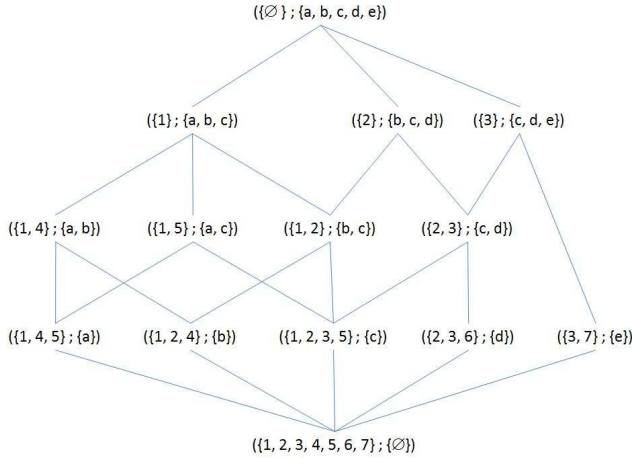 ({∅} ; {a, b, c, d, e})
({1} ; {a, b, c}) ({2} ; {b, c, d}) ({3} ; {c, d, e})
({1, 4} ; {a, b}) ({1, 5} ; {a, c}) ({1, 2} ; {b, c}) ({2, 3} ; {c, d})
({1, 4, 5} ; {a}) ({1, 2, 4} ; {b}) ({1, 2, 3, 5} ; {c}) ({2, 3, 6} ; {d}) ({3, 7} ; {e})
({1, 2, 3, 4, 5, 6, 7} ; {∅})